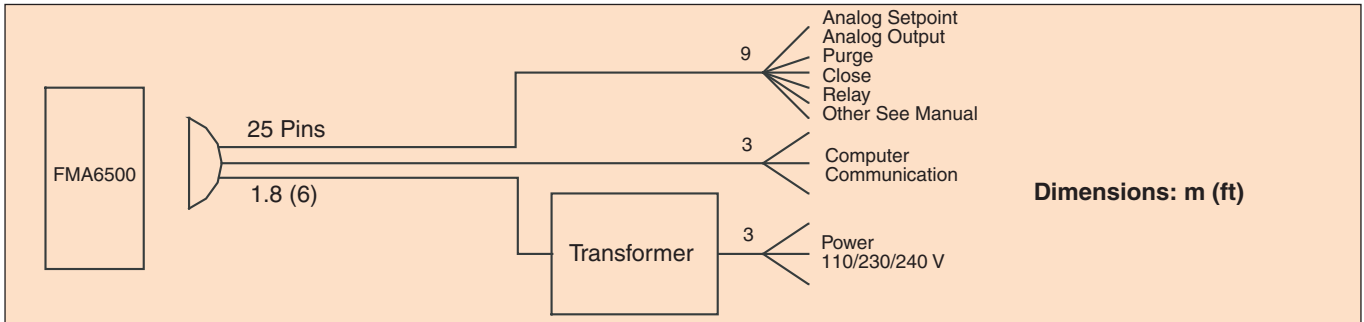 FMA6500
25 Pins
1.8 (6)
9
Analog Setpoint
Analog Output
Purge
Close
Relay
Other See Manual
3
Computer
Communication
Transformer
3
Power
110/230/240 V
Dimensions: m (ft)